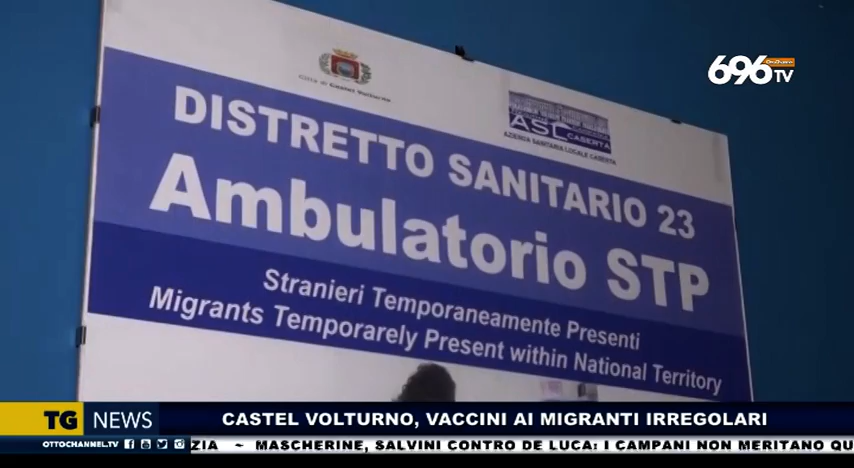 Città di Castel Volturno
ASL CASERTA
AZIENDA SANITARIA LOCALE CASERTA
696 TV
OttoChannel
DISTRETTO SANITARIO 23
Ambulatorio STP
Stranieri Temporaneamente Presenti
Migrants Temporarely Present within National Territory
TG NEWS
CASTEL VOLTURNO, VACCINI AI MIGRANTI IRREGOLARI
OTTOCHANNEL.TV
ZIA ~ MASCHERINE, SALVINI CONTRO DE LUCA: I CAMPANI NON MERITANO QU